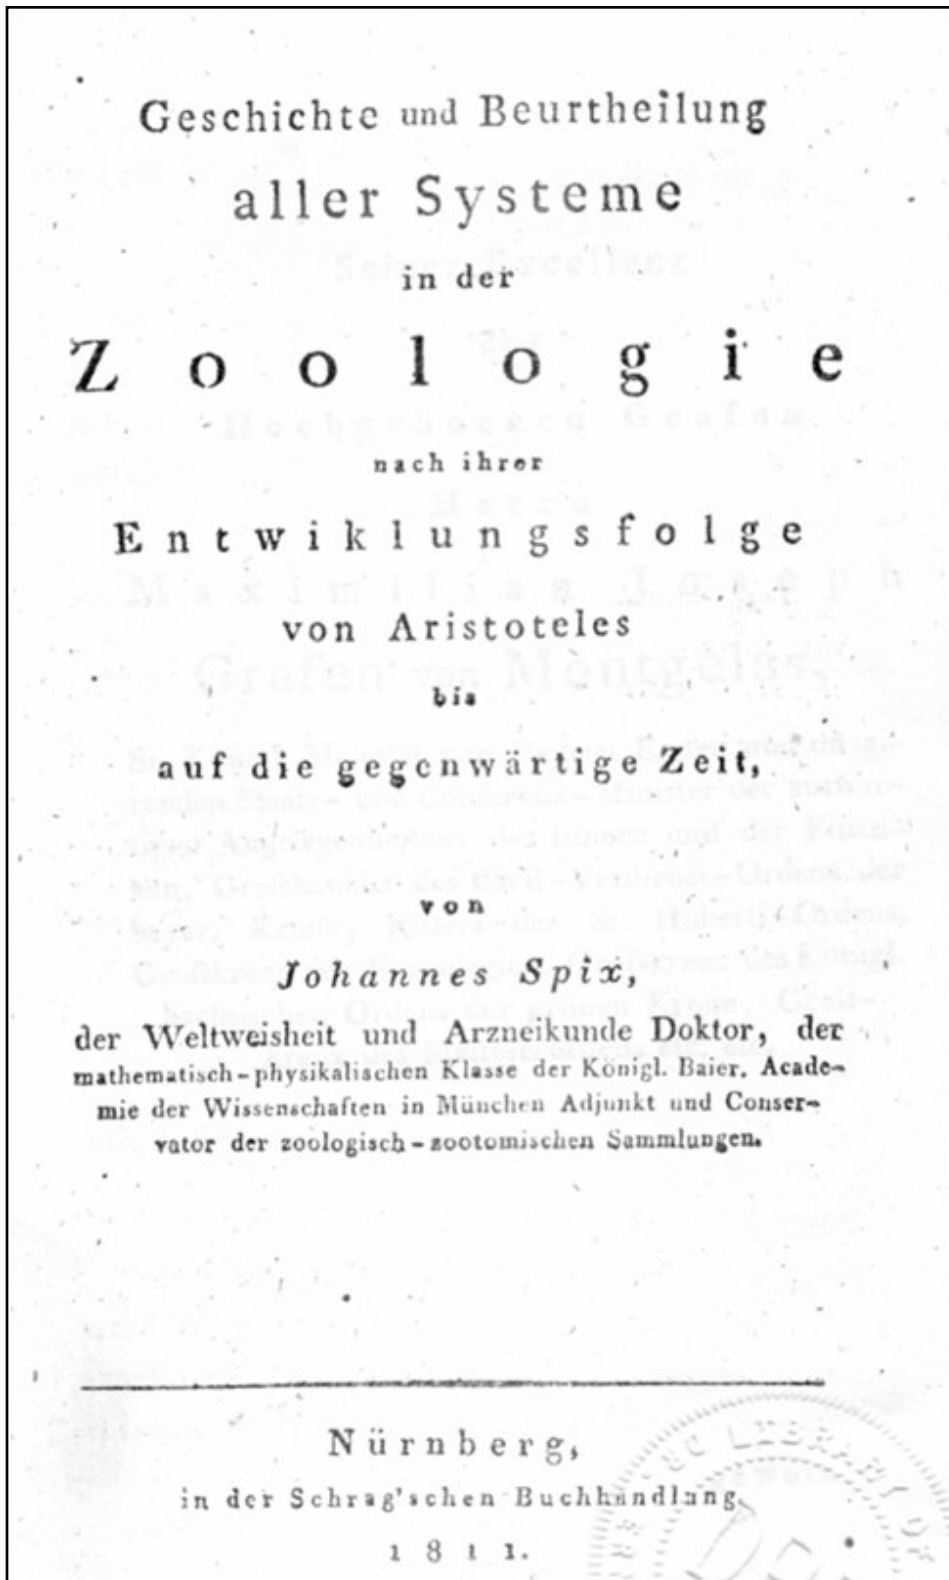 Geschichte und Beurtheilung
aller Systeme
in der
Zoologie
nach ihrer
Entwiklungsfolge
von Aristoteles
bis
auf die gegenwärtige Zeit,
von
Johannes Spix,
der Weltweisheit und Arzneikunde Doktor, der
mathematisch-physikalischen Klasse der Königl. Baier. Acade-
mie der Wissenschaften in München Adjunkt und Conser-
vator der zoologisch-zootomischen Sammlungen.
Nürnberg,
in der Schrag'schen Buchhandlung
1811.